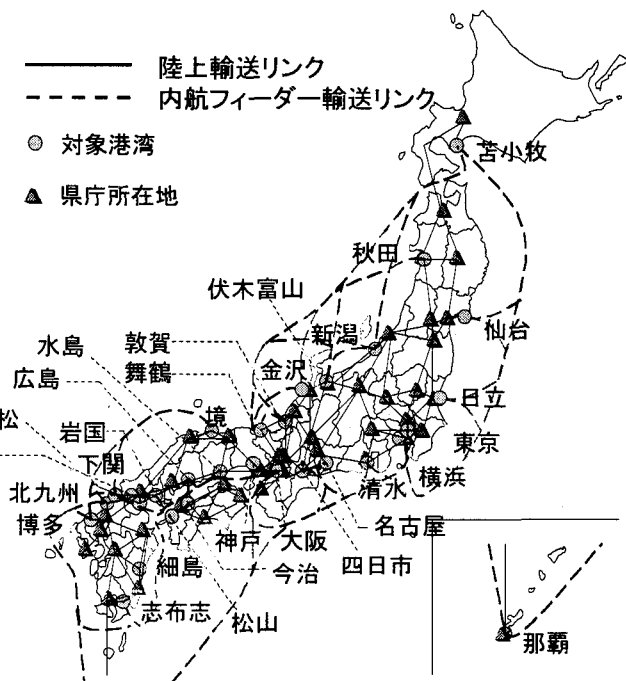 陸上輸送リンク
内航フィーダー輸送リンク
対象港湾
県庁所在地
苫小牧
秋田
伏木富山
仙台
新潟
敦賀
水島
舞鶴
金沢
広島
日立
境
松
岩国
東京
下関
横浜
清水
北九州
名古屋
博多
神戸
大阪
四日市
細島
今治
志布志
松山
那覇